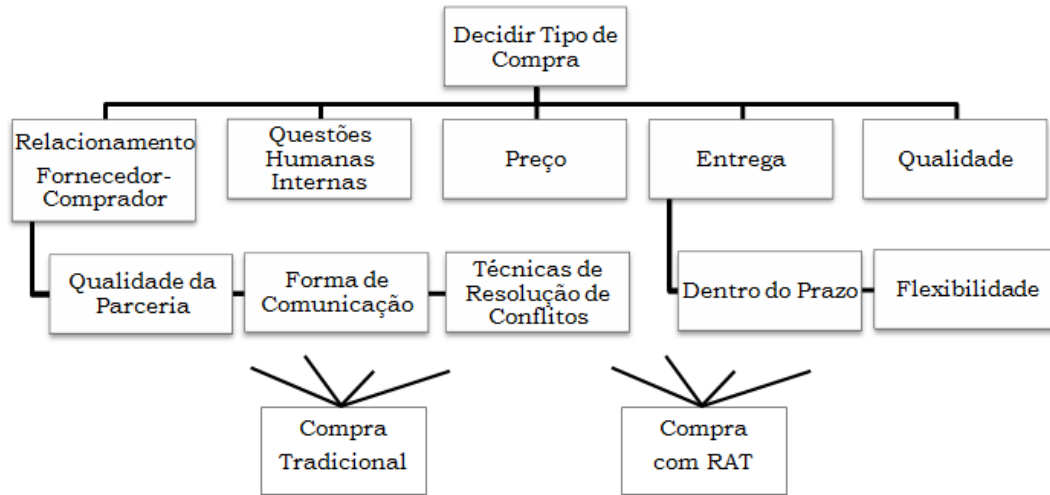 Decidir Tipo de
Compra
Relacionamento
Fornecedor-
Comprador
Questões
Humanas
Internas
Preço
Entrega
Qualidade
Qualidade da
Parceria
Forma de
Comunicação
Técnicas de
Resolução de
Conflitos
Dentro do Prazo
Flexibilidade
Compra
Tradicional
Compra
com RAT